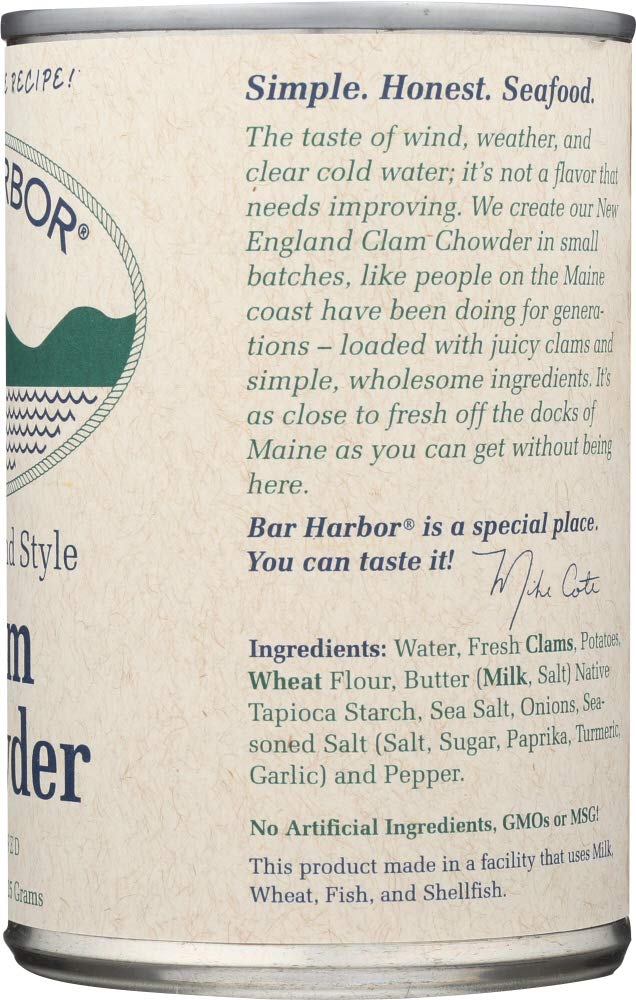 E RECIPE!
RBOR®
d Style
m
wder
ED
5 Grams
Simple. Honest. Seafood.
The taste of wind, weather, and
clear cold water; it's not a flavor that
needs improving. We create our New
England Clam Chowder in small
batches, like people on the Maine
coast have been doing for genera-
tions – loaded with juicy clams and
simple, wholesome ingredients. It's
as close to fresh off the docks of
Maine as you can get without being
here.
Bar Harbor® is a special place.
You can taste it!
Mike Cote
Ingredients: Water, Fresh Clams, Potatoes,
Wheat Flour, Butter (Milk, Salt) Native
Tapioca Starch, Sea Salt, Onions, Sea-
soned Salt (Salt, Sugar, Paprika, Turmeric,
Garlic) and Pepper.
No Artificial Ingredients, GMOs or MSG!
This product made in a facility that uses Milk,
Wheat, Fish, and Shellfish.